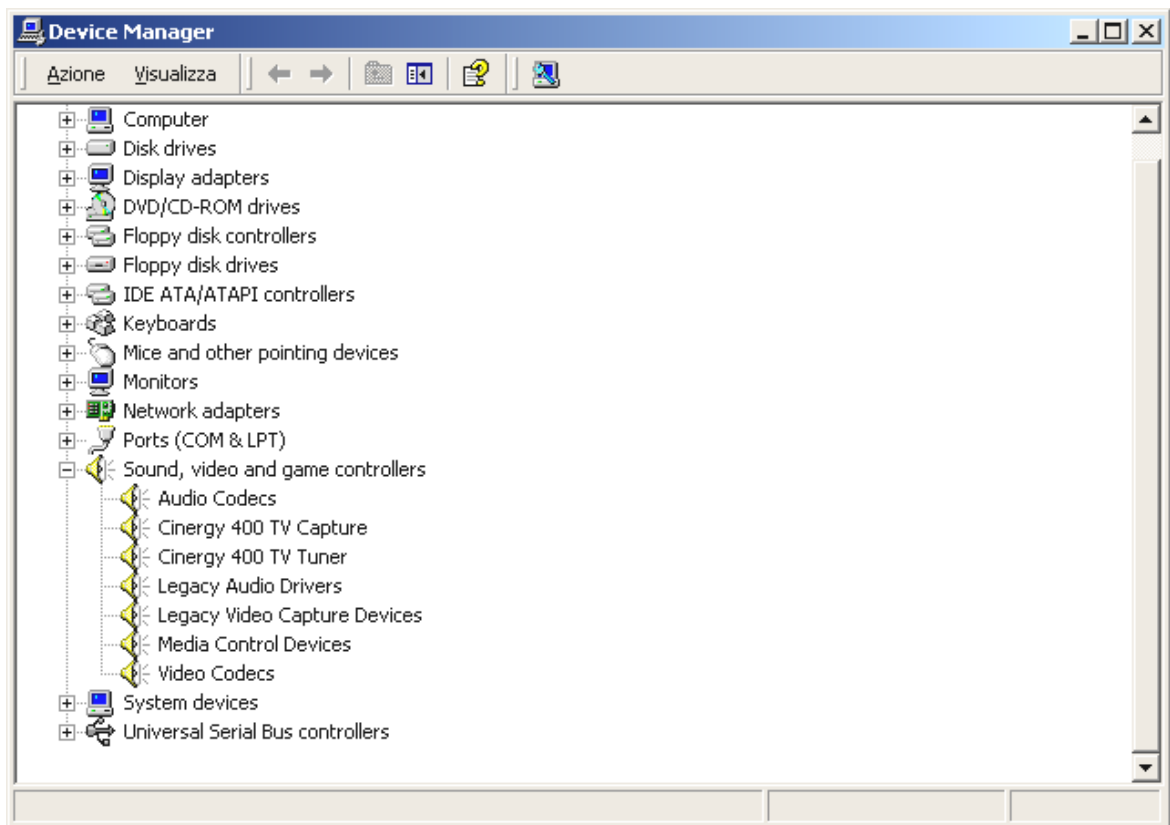 Device Manager
Azione Visualizza
Computer
Disk drives
Display adapters
DVD/CD-ROM drives
Floppy disk controllers
Floppy disk drives
IDE ATA/ATAPI controllers
Keyboards
Mice and other pointing devices
Monitors
Network adapters
Ports (COM & LPT)
Sound, video and game controllers
Audio Codecs
Cinergy 400 TV Capture
Cinergy 400 TV Tuner
Legacy Audio Drivers
Legacy Video Capture Devices
Media Control Devices
Video Codecs
System devices
Universal Serial Bus controllers